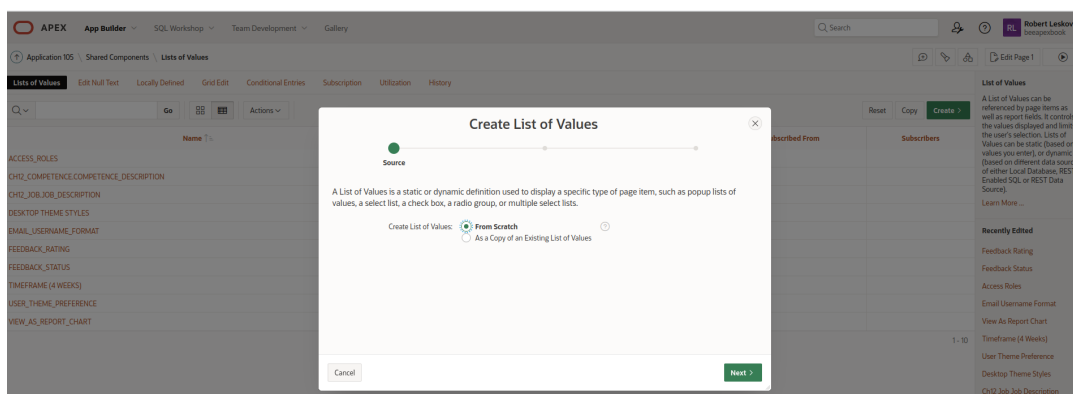 APEX App Builder SQL Workshop Team Development Gallery Search RL Robert Leskov
beeapexbook
Application 105 \ Shared Components \ Lists of Values Edit Page 1
Lists of Values Edit Null Text Locally Defined Grid Edit Conditional Entries Subscription Utilization History
Go Actions Reset Copy Create >
Name Subscribed From Subscribers
ACCESS_ROLES
CH12_COMPETENCE.COMPETENCE_DESCRIPTION
CH12_JOB.JOB_DESCRIPTION
DESKTOP THEME STYLES
EMAIL_USERNAME_FORMAT
FEEDBACK_RATING
FEEDBACK_STATUS
TIMEFRAME (4 WEEKS)
USER_THEME_PREFERENCE
VIEW_AS_REPORT_CHART
1 - 10
Create List of Values
Source
A List of Values is a static or dynamic definition used to display a specific type of page item, such as popup lists of
values, a select list, a check box, a radio group, or multiple select lists.
Create List of Values: From Scratch
As a Copy of an Existing List of Values
Cancel Next >
List of Values
A List of Values can be
referenced by page items as
well as report fields. It controls
the values displayed and limits
the user's selection. Lists of
Values can be static (based on
values you enter), or dynamic
(based on different data sourc
of either Local Database, REST
Enabled SQL or REST Data
Source).
Learn More ...
Recently Edited
Feedback Rating
Feedback Status
Access Roles
Email Username Format
View As Report Chart
Timeframe (4 Weeks)
User Theme Preference
Desktop Theme Styles
Ch12 Job Job Description